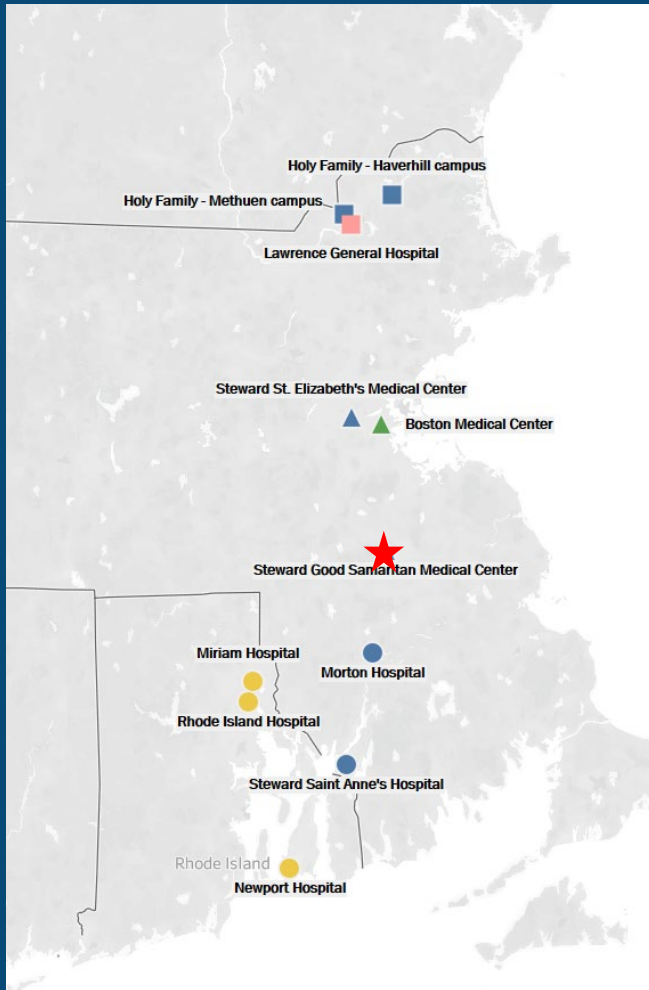 Holy Family - Haverhill campus
Holy Family - Methuen campus
Lawrence General Hospital
Steward St. Elizabeth's Medical Center
Boston Medical Center
Steward Good Samaritan Medical Center
Miriam Hospital
Morton Hospital
Rhode Island Hospital
Steward Saint Anne's Hospital
Rhode Island
Newport Hospital